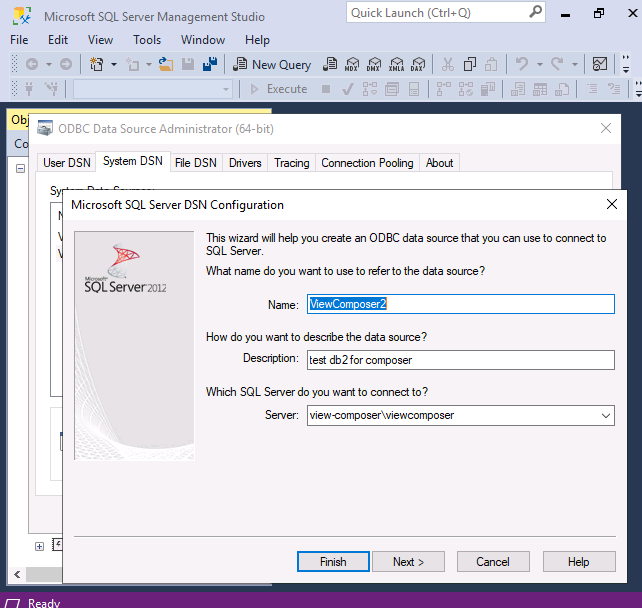 Microsoft SQL Server Management Studio
Quick Launch (Ctrl+Q)
File Edit View Tools Window Help
New Query MDX DMX XMLA DAX
Execute
Obj
ODBC Data Source Administrator (64-bit)
Co
User DSN System DSN File DSN Drivers Tracing Connection Pooling About
System Data Sources:
Microsoft SQL Server DSN Configuration
N
V
V
Microsoft
SQL Server 2012
This wizard will help you create an ODBC data source that you can use to connect to
SQL Server.
What name do you want to use to refer to the data source?
Name: ViewComposer2
How do you want to describe the data source?
Description: test db2 for composer
Which SQL Server do you want to connect to?
Server: view-composer\viewcomposer
Finish Next > Cancel Help
Ready